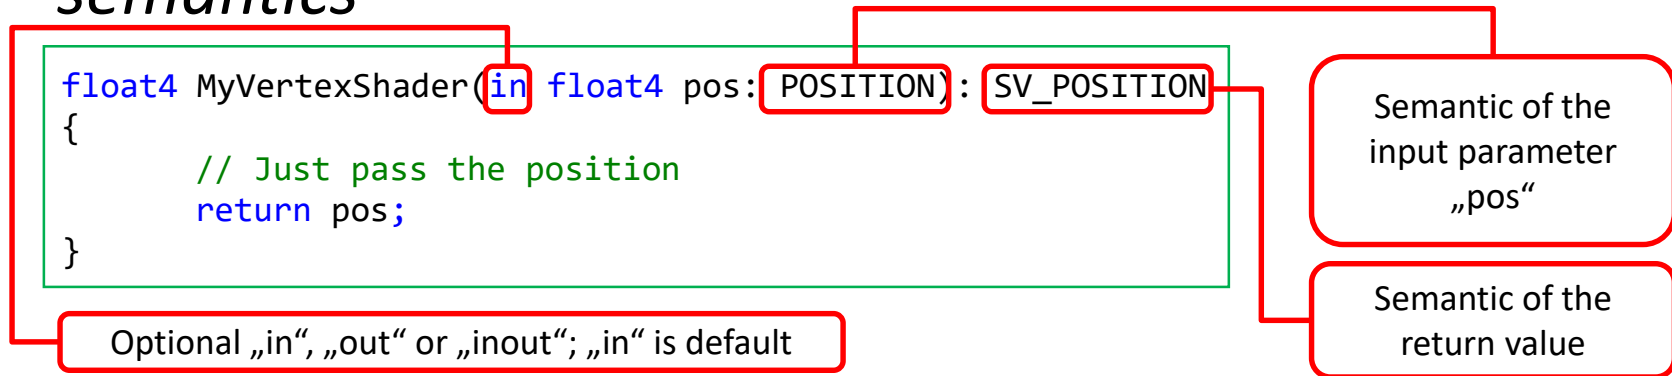 semantics
float4 MyVertexShader(in float4 pos: POSITION): SV_POSITION
{
// Just pass the position
return pos;
}
Optional „in“, „out“ or „inout“; „in“ is default
Semantic of the
input parameter
„pos“
Semantic of the
return value